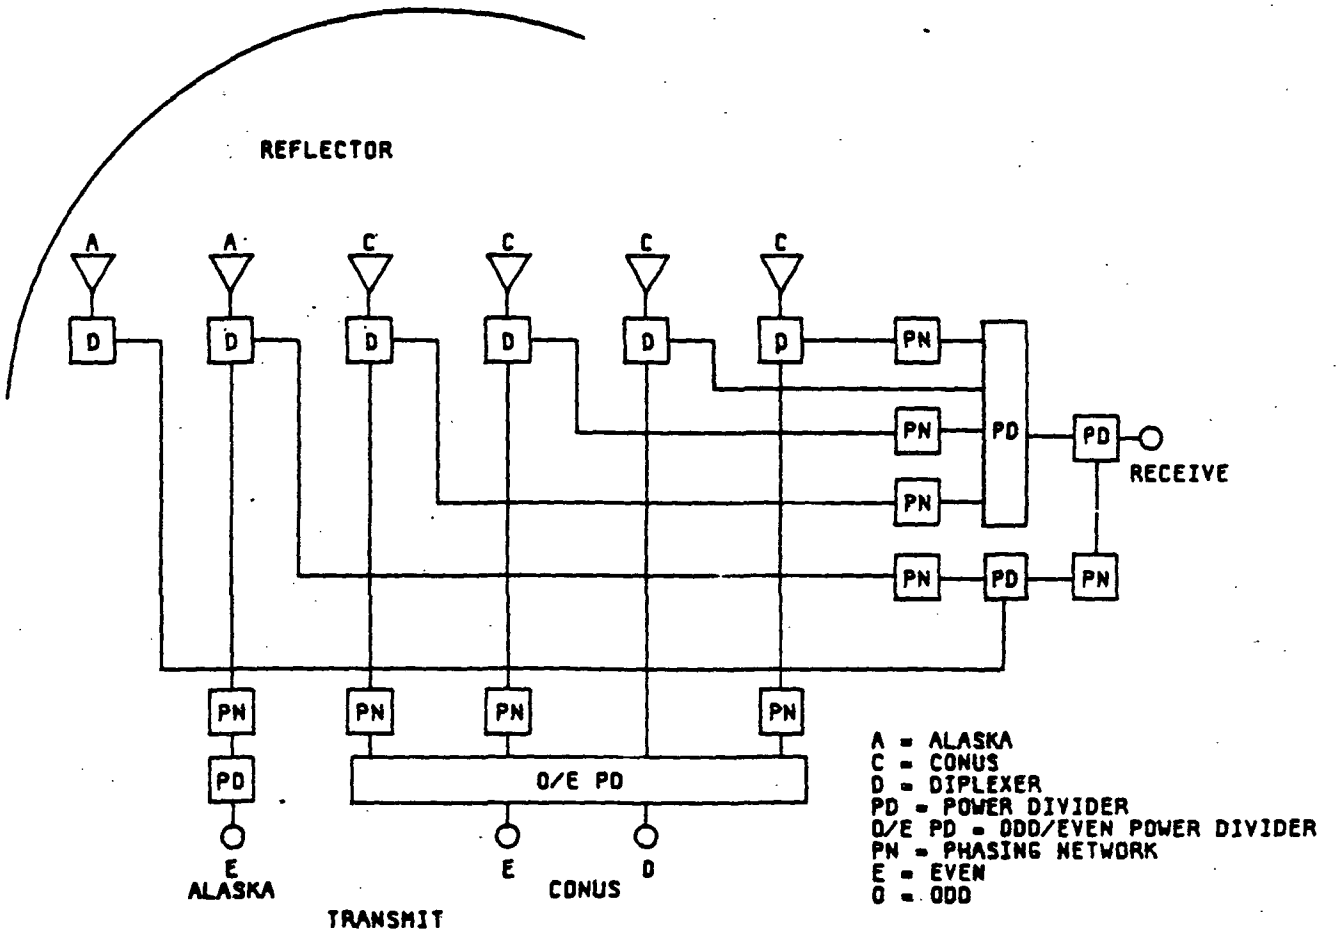 REFLECTOR
A A C C C C
D D D D D D PN
PN PD PD
RECEIVE
PN
PN PD PN
PN PN PN PN
PD O/E PD
E E O
ALASKA CONUS
TRANSMIT
A = ALASKA
C = CONUS
D = DIPLEXER
PD = POWER DIVIDER
O/E PD = ODD/EVEN POWER DIVIDER
PN = PHASING NETWORK
E = EVEN
O = ODD